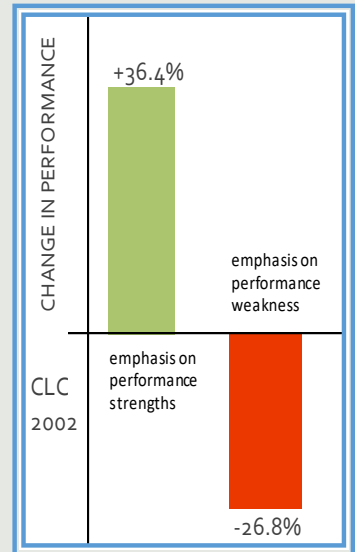 CHANGE IN PERFORMANCE
+36.4%
emphasis on
performance
weakness
emphasis on
performance
strengths
CLC
2002
-26.8%